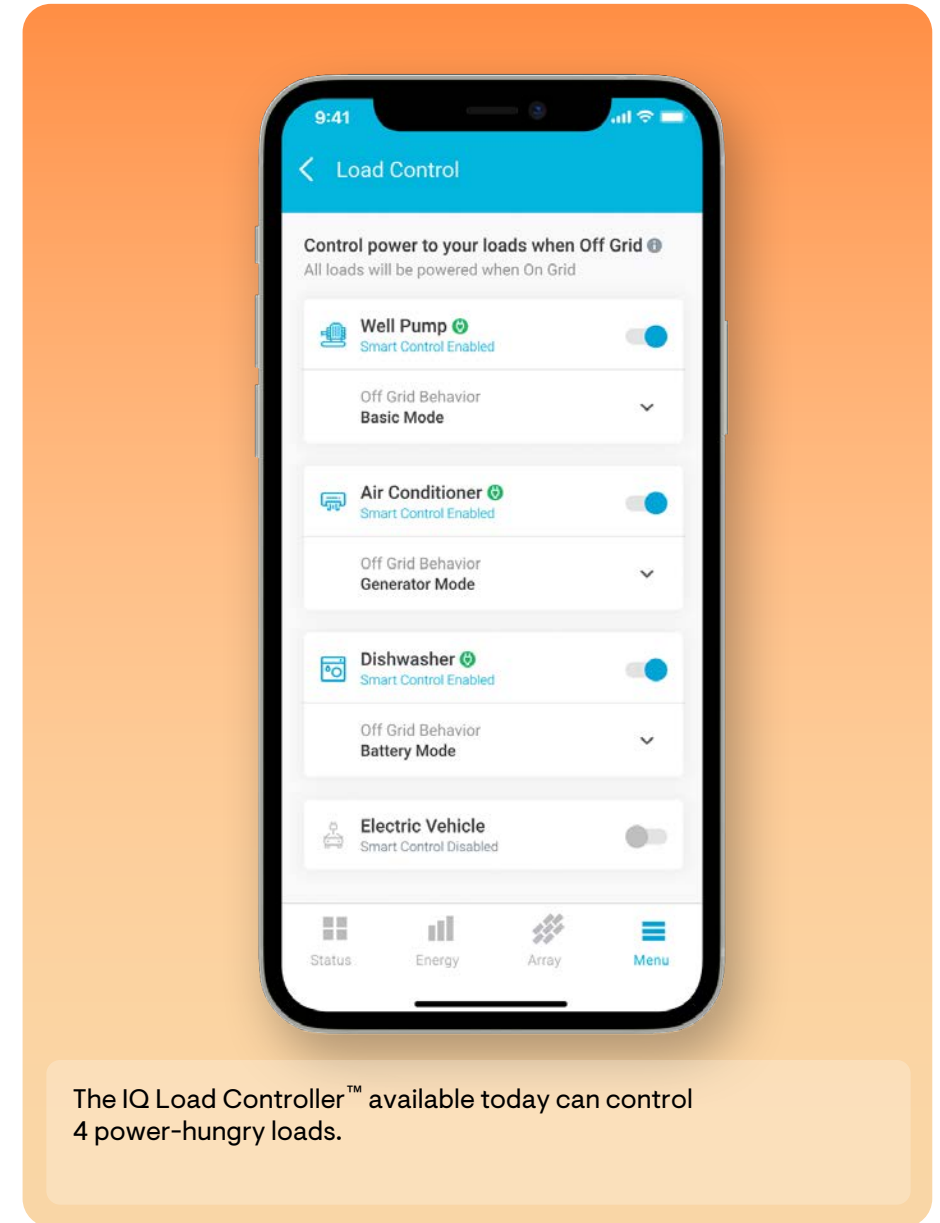 9:41
Load Control
Control power to your loads when Off Grid
All loads will be powered when On Grid
Well Pump
Smart Control Enabled
Off Grid Behavior
Basic Mode
Air Conditioner
Smart Control Enabled
Off Grid Behavior
Generator Mode
Dishwasher
Smart Control Enabled
Off Grid Behavior
Battery Mode
Electric Vehicle
Smart Control Disabled
Status Energy Array Menu
The IQ Load Controller™ available today can control
4 power-hungry loads.